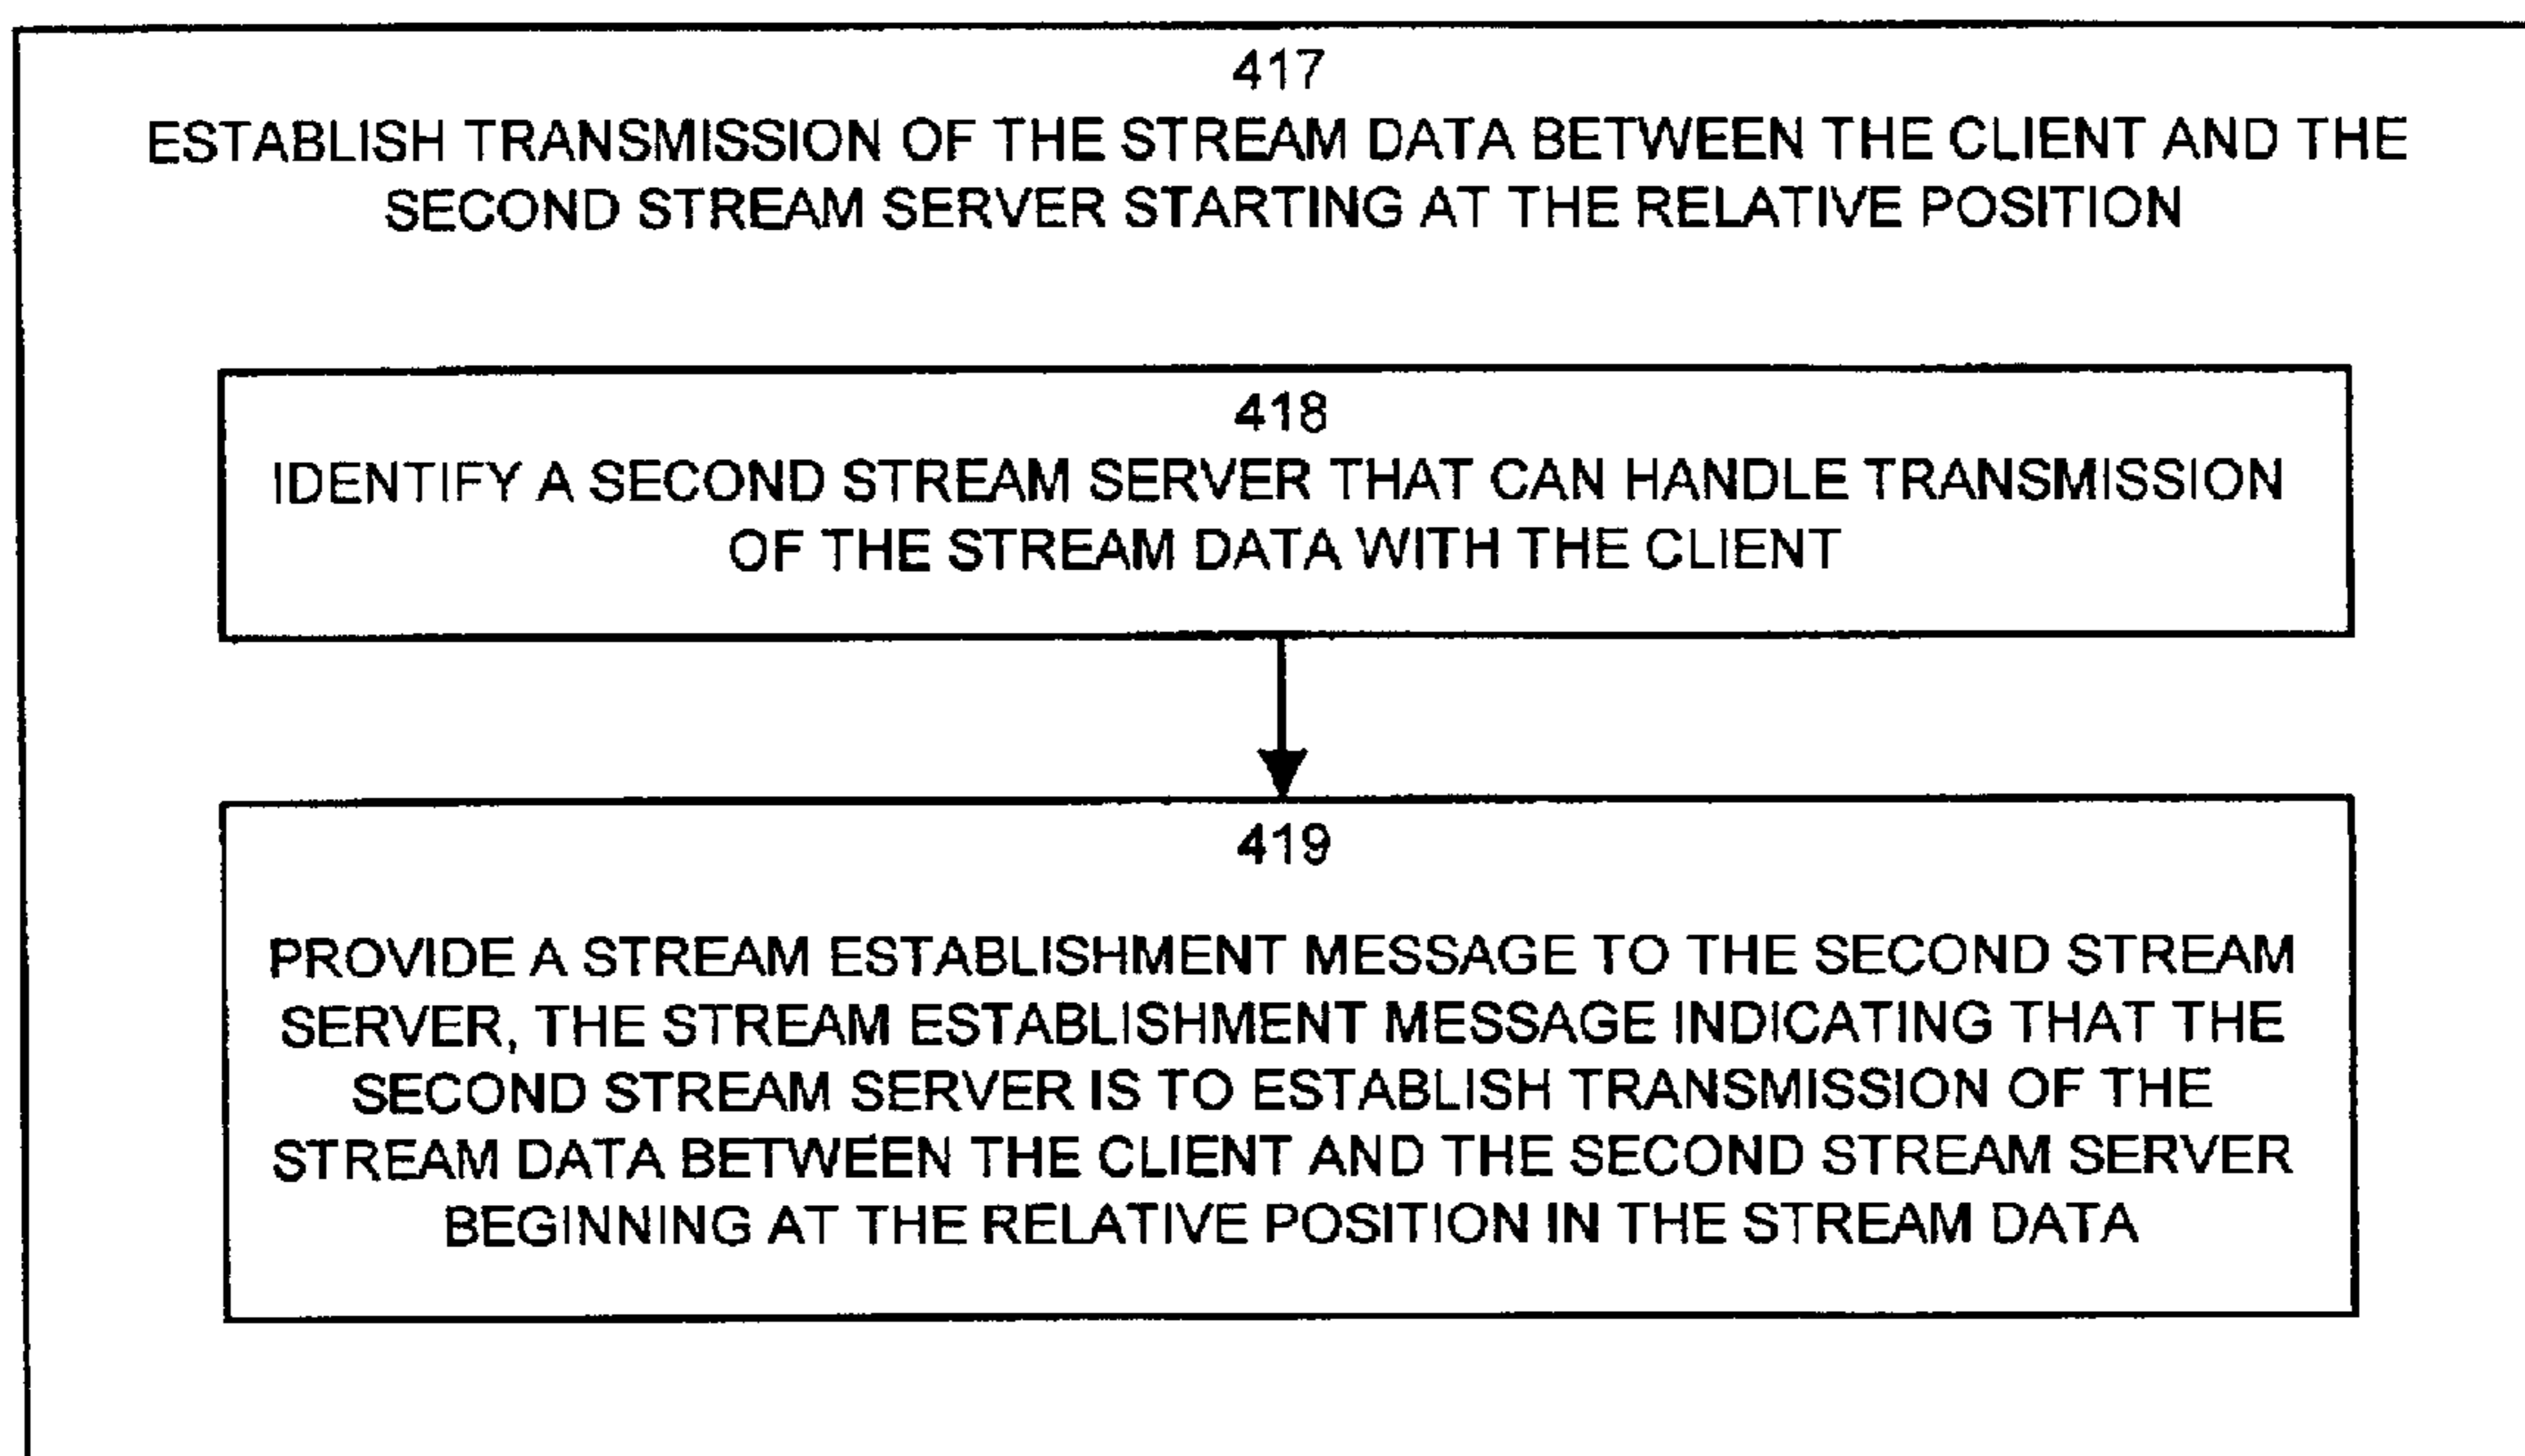 417
ESTABLISH TRANSMISSION OF THE STREAM DATA BETWEEN THE CLIENT AND THE
SECOND STREAM SERVER STARTING AT THE RELATIVE POSITION
418
IDENTIFY A SECOND STREAM SERVER THAT CAN HANDLE TRANSMISSION
OF THE STREAM DATA WITH THE CLIENT
419
PROVIDE A STREAM ESTABLISHMENT MESSAGE TO THE SECOND STREAM
SERVER, THE STREAM ESTABLISHMENT MESSAGE INDICATING THAT THE
SECOND STREAM SERVER IS TO ESTABLISH TRANSMISSION OF THE
STREAM DATA BETWEEN THE CLIENT AND THE SECOND STREAM SERVER
BEGINNING AT THE RELATIVE POSITION IN THE STREAM DATA